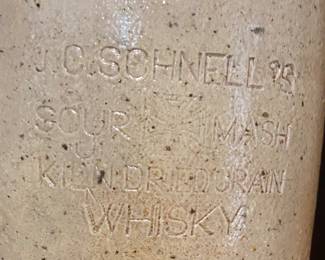 J.C. SCHNELL'S
SOUR MASH
KILN DRIED GRAIN
WHISKY